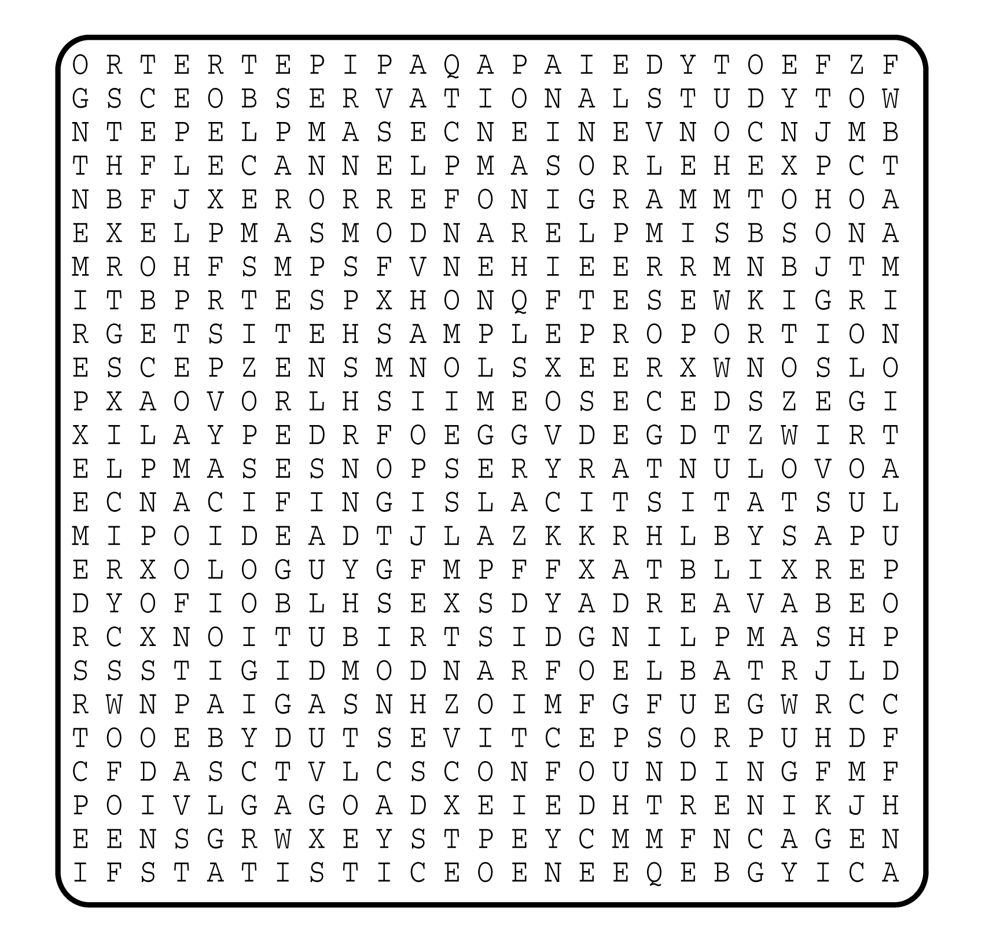 O R T E R T E P I P A Q A P A I E D Y T O E F Z F
G S C E O B S E R V A T I O N A L S T U D Y T O W
N T E P E L P M A S E C N E I N E V N O C N J M B
T H F L E C A N N E L P M A S O R L E H E X P C T
N B F J X E R O R R E F O N I G R A M M T O H O A
E X E L P M A S M O D N A R E L P M I S B S O N A
M R O H F S M P S F V N E H I E E R R M N B J T M
I T B P R T E S P X H O N Q F T E S E W K I G R I
R G E T S I T E H S A M P L E P R O P O R T I O N
E S C E P Z E N S M N O L S X E E R X W N O S L O
P X A O V O R L H S I I M E O S E C E D S Z E G I
X I L A Y P E D R F O E G G V D E G D T Z W I R T
E L P M A S E S N O P S E R Y R A T N U L O V O A
E C N A C I F I N G I S L A C I T S I T A T S U L
M I P O I D E A D T J L A Z K K R H L B Y S A P U
E R X O L O G U Y G F M P F F X A T B L I X R E P
D Y O F I O B L H S E X S D Y A D R E A V A B E O
R C X N O I T U B I R T S I D G N I L P M A S H P
S S S T I G I D M O D N A R F O E L B A T R J L D
R W N P A I G A S N H Z O I M F G F U E G W R C C
T O O E B Y D U T S E V I T C E P S O R P U H D F
C F D A S C T V L C S C O N F O U N D I N G F M F
P O I V L G A G O A D X E I E D H T R E N I K J H
E E N S G R W X E Y S T P E Y C M M F N C A G E N
I F S T A T I S T I C E O E N E E Q E B G Y I C A